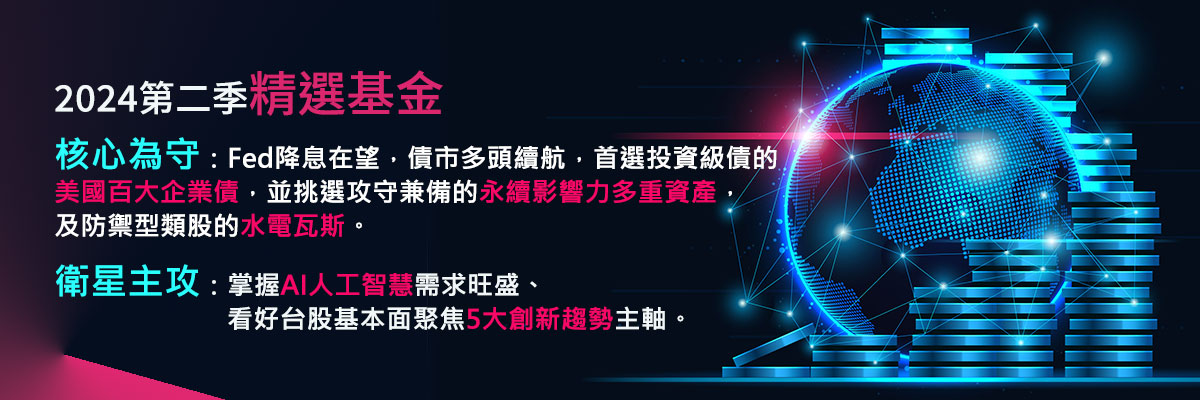 2024第二季精選基金
核心為守：Fed降息在望，債市多頭續航，首選投資級債的
美國百大企業債，並挑選攻守兼備的永續影響力多重資產，
及防禦型類股的水電瓦斯。
衛星主攻：掌握AI人工智慧需求旺盛、
看好台股基本面聚焦5大創新趨勢主軸。